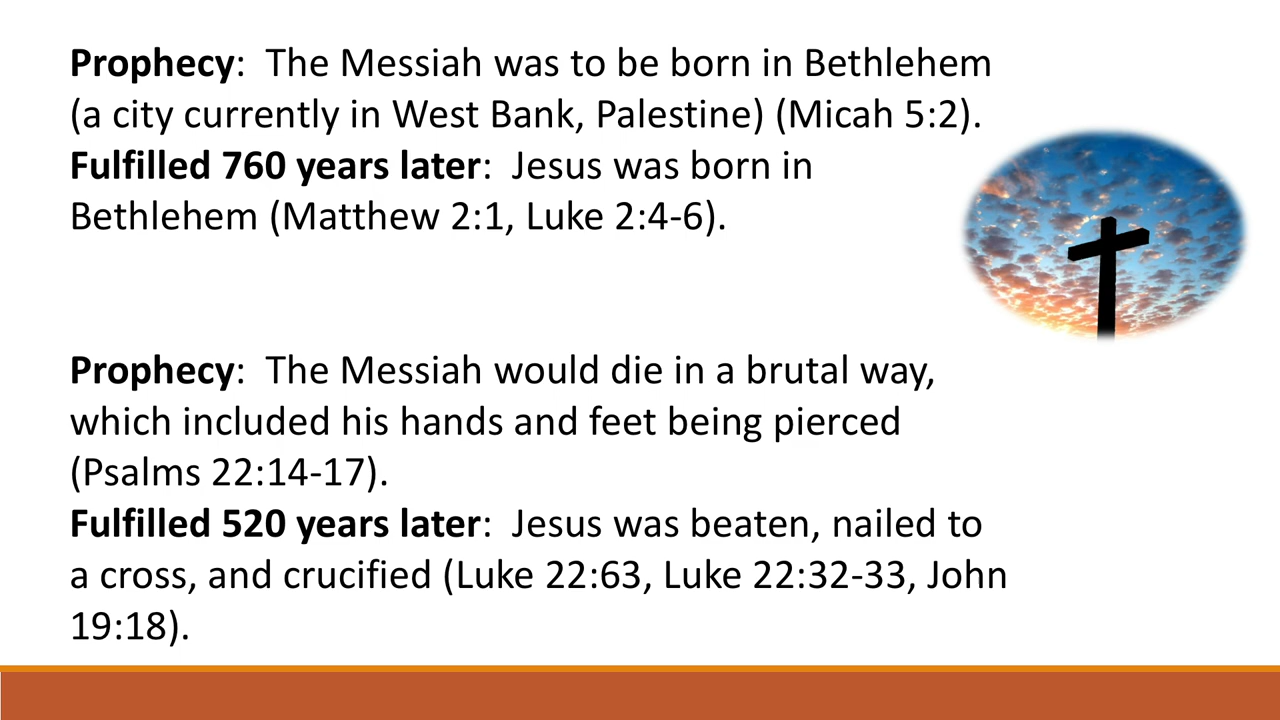 Prophecy:  The Messiah was to be born in Bethlehem
(a city currently in West Bank, Palestine) (Micah 5:2).
Fulfilled 760 years later:  Jesus was born in
Bethlehem (Matthew 2:1, Luke 2:4-6).
Prophecy:  The Messiah would die in a brutal way,
which included his hands and feet being pierced
(Psalms 22:14-17).
Fulfilled 520 years later:  Jesus was beaten, nailed to
a cross, and crucified (Luke 22:63, Luke 22:32-33, John
19:18).